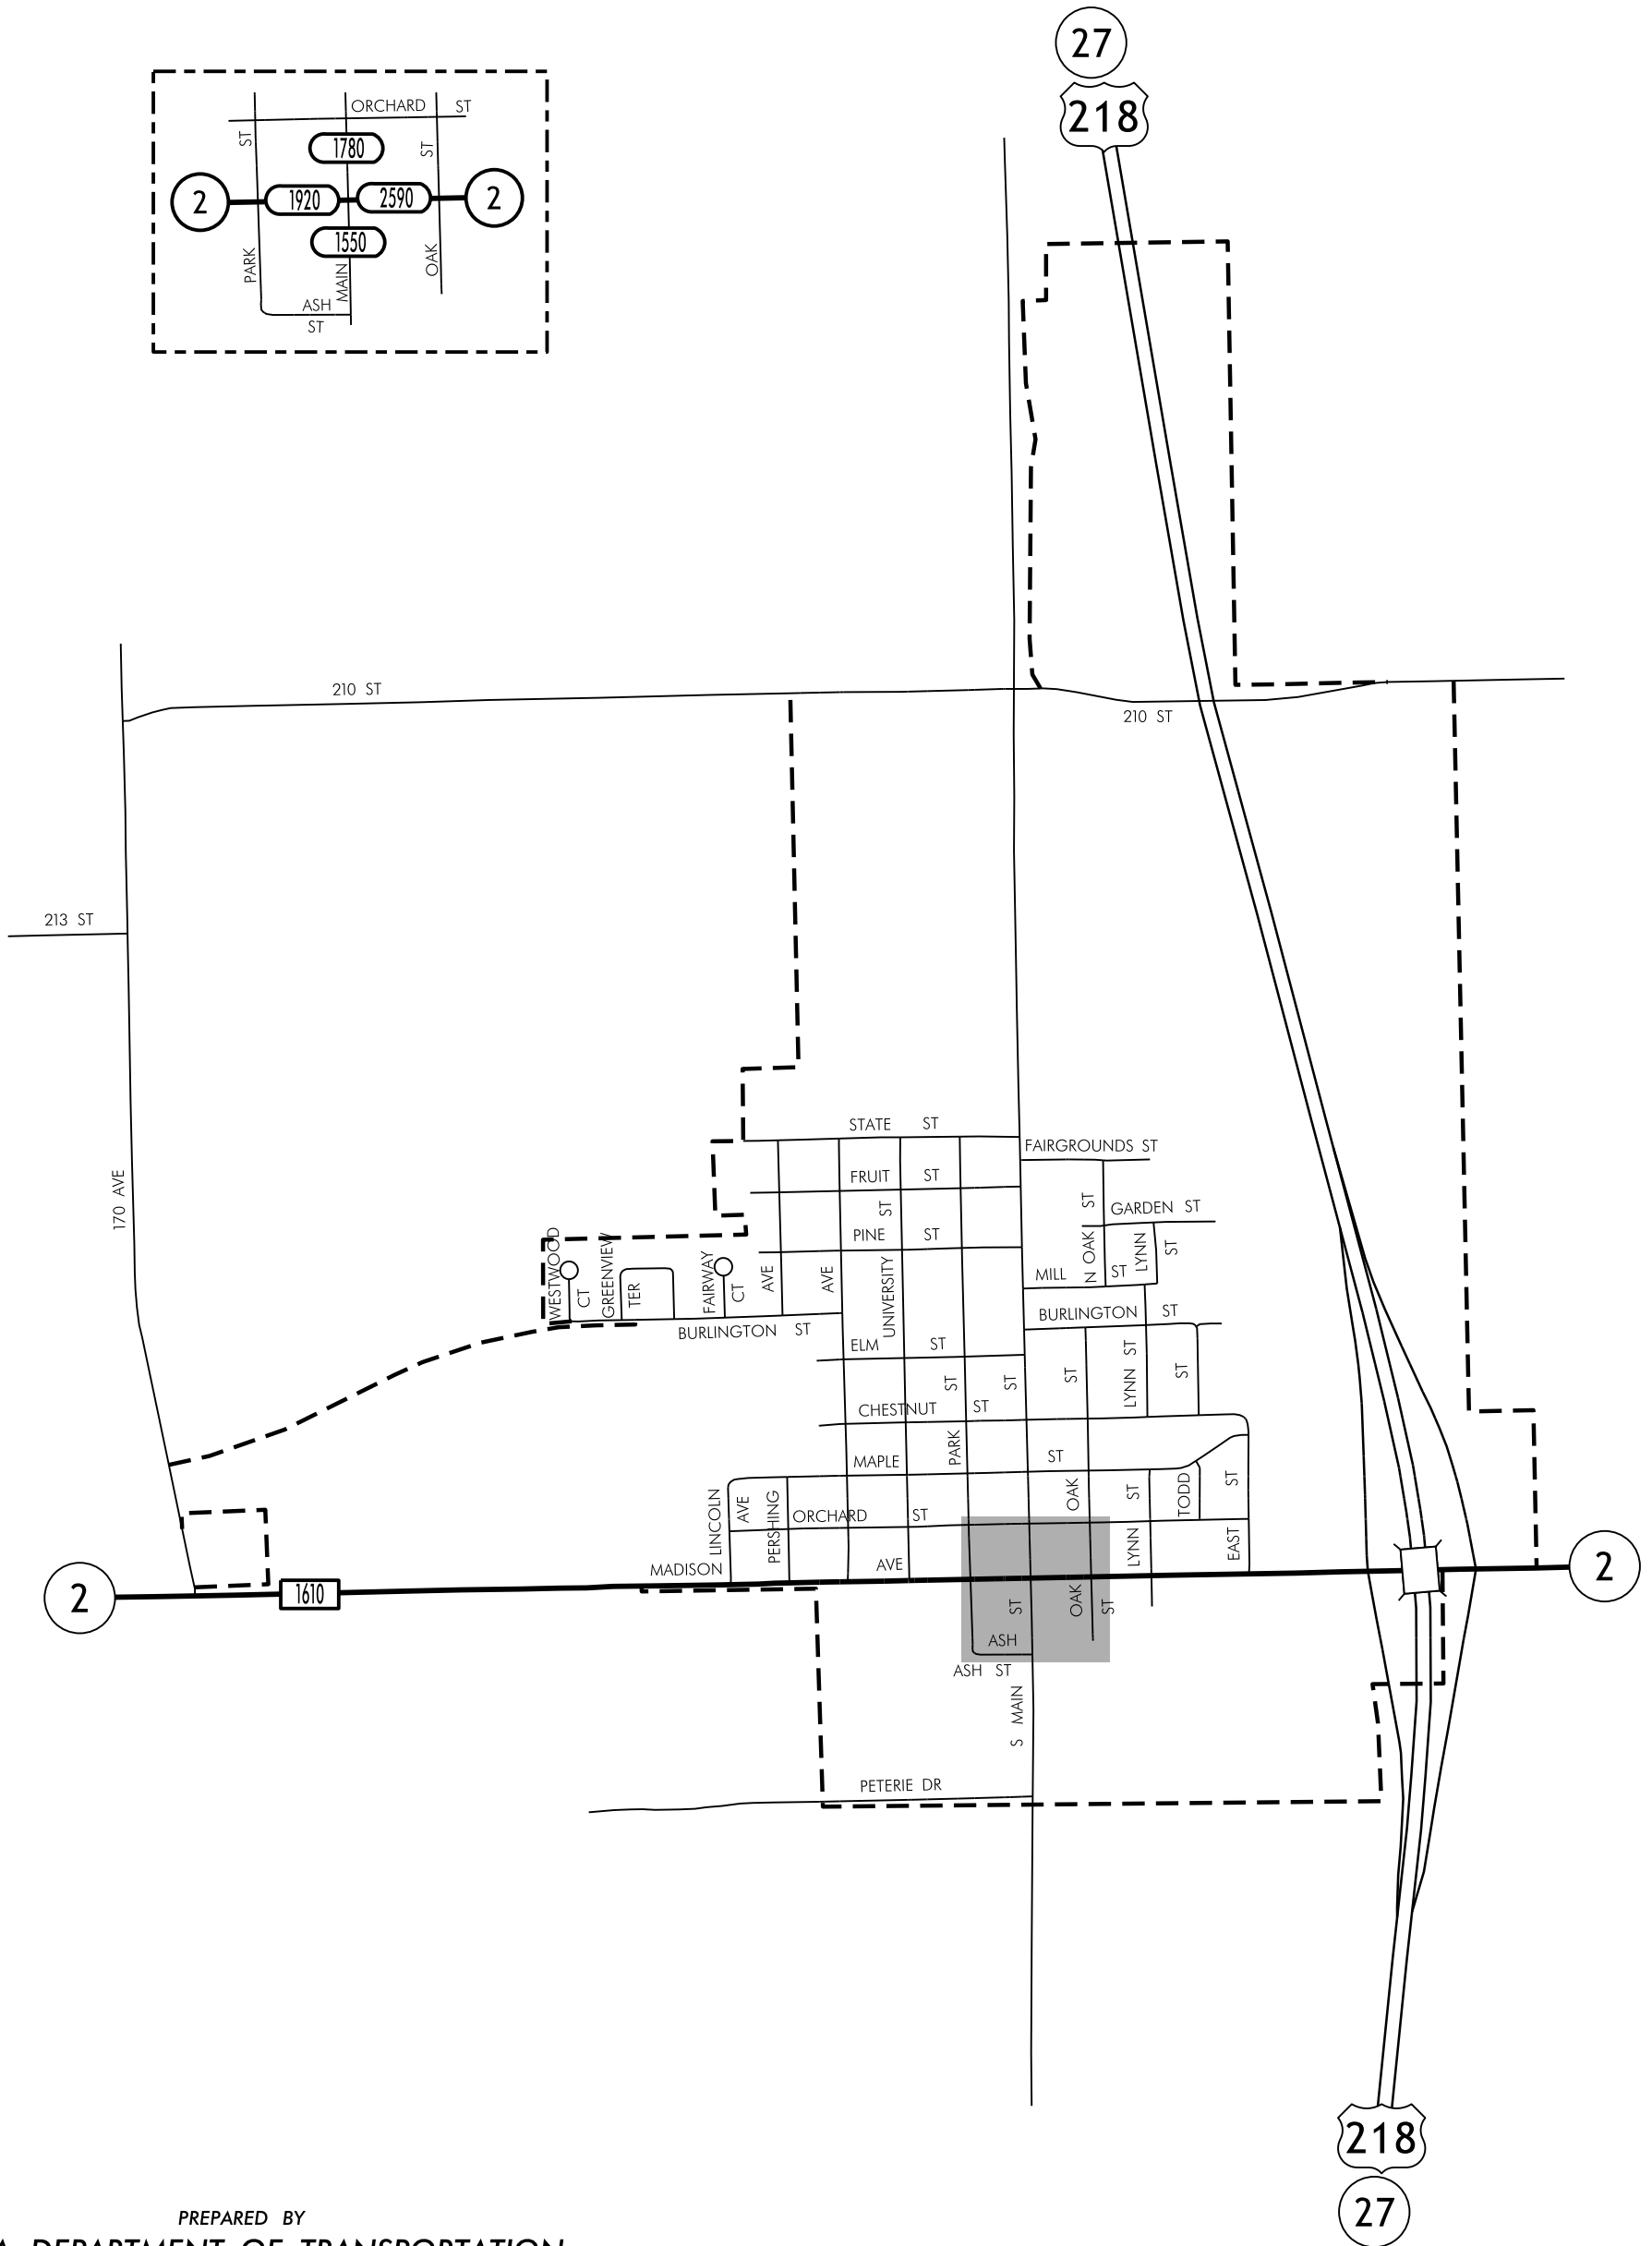 27
218
ORCHARD ST
ST
1780
ST
2
1920
2590
2
1550
PARK
MAIN
OAK
ASH
ST
210 ST
210 ST
213 ST
170 AVE
STATE ST
FAIRGROUNDS ST
FRUIT ST
ST
ST
GARDEN ST
PINE ST
N OAK
LYNN
ST
WESTWOOD
CT
GREENVIEW
TER
FAIRWAY
CT
AVE
AVE
UNIVERSITY
MILL ST
BURLINGTON ST
BURLINGTON ST
ELM ST
ST
ST
ST
LYNN ST
ST
CHESTNUT ST
PARK
MAPLE ST
LINCOLN
AVE
PERSHING
ORCHARD ST
OAK
ST
TODD
ST
LYNN
EAST
MADISON AVE
2
1610
2
ST
OAK
ST
ASH
ASH ST
S MAIN
PETERIE DR
218
27
PREPARED BY
DEPARTMENT OF TRANSPORTATION